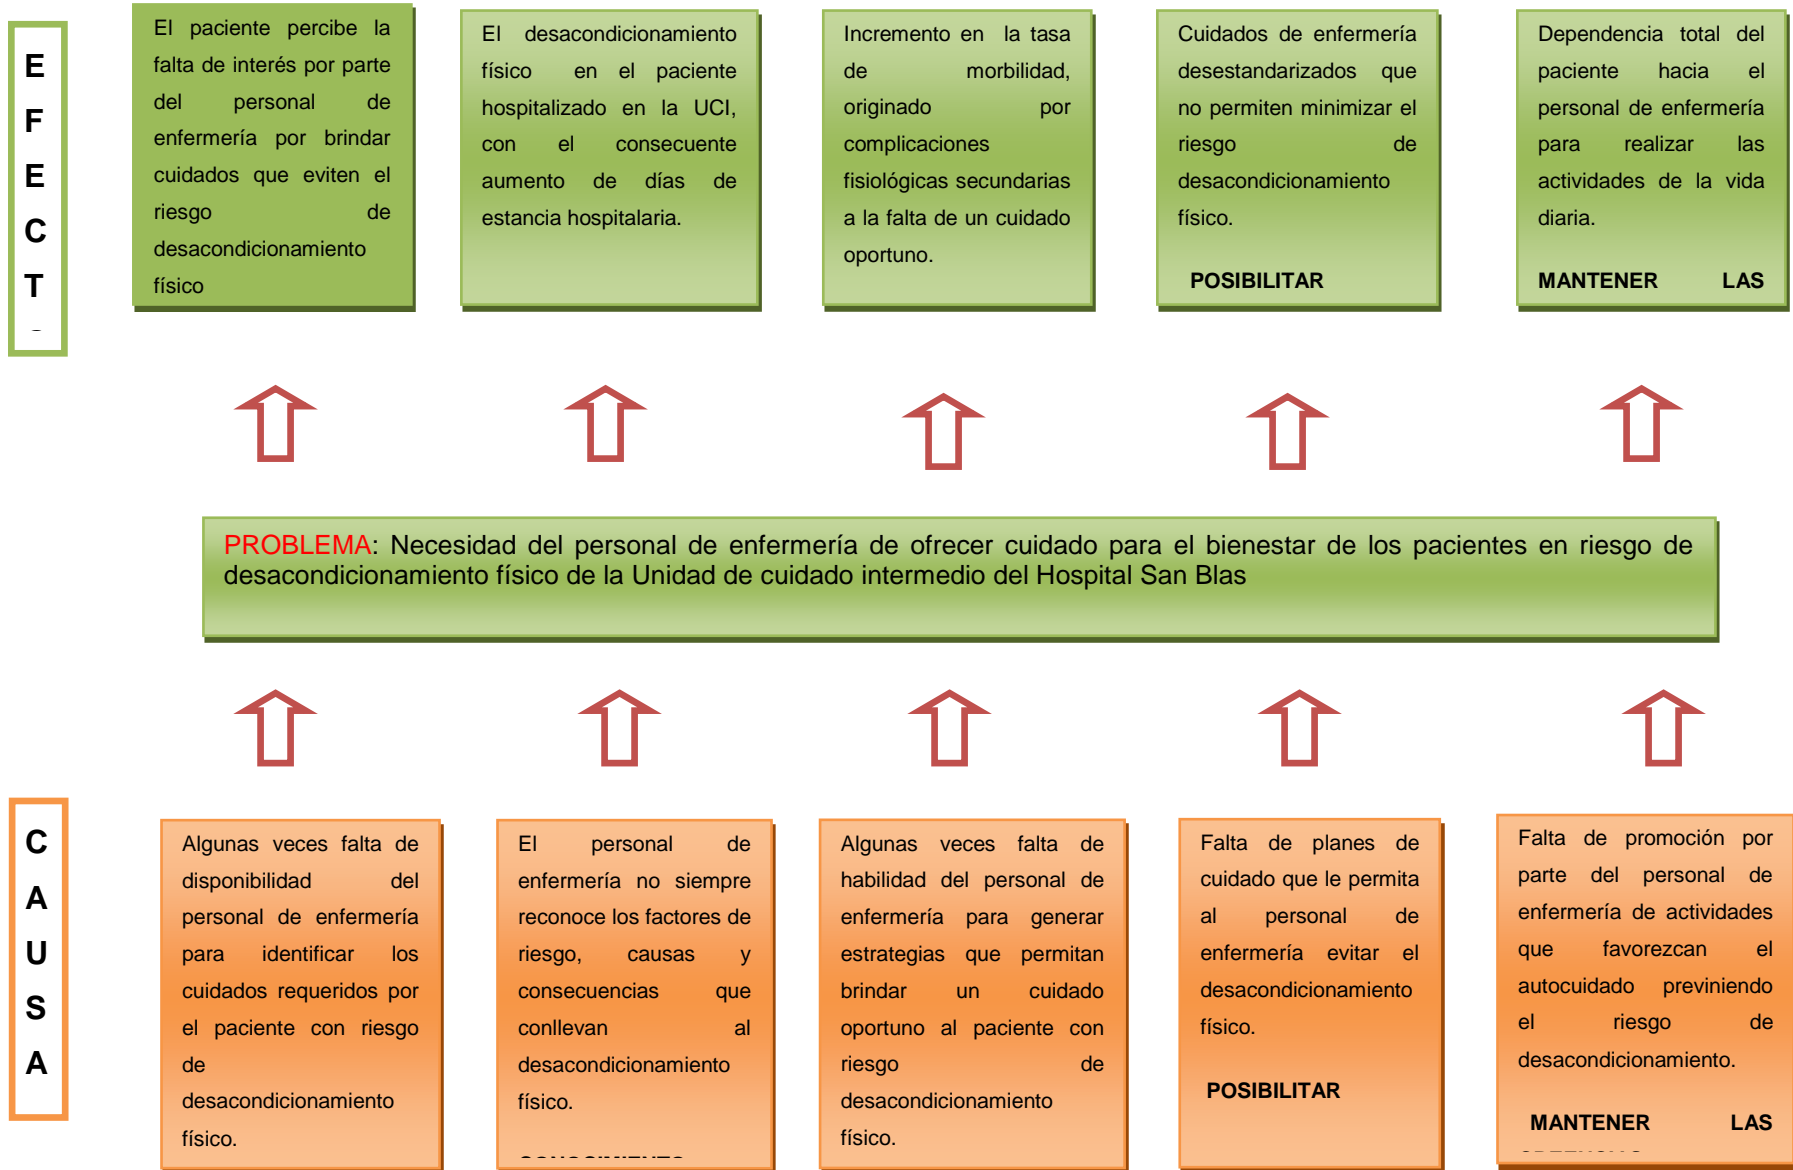 E
F
E
C
T
El paciente percibe la
falta de interés por parte
del personal de
enfermería por brindar
cuidados que eviten el
riesgo de
desacondicionamiento
físico
El desacondicionamiento
físico en el paciente
hospitalizado en la UCI,
con el consecuente
aumento de días de
estancia hospitalaria.
Incremento en la tasa
de morbilidad,
originado por
complicaciones
fisiológicas secundarias
a la falta de un cuidado
oportuno.
Cuidados de enfermería
desestandarizados que
no permiten minimizar el
riesgo de
desacondicionamiento
físico.
POSIBILITAR
Dependencia total del
paciente hacia el
personal de enfermería
para realizar las
actividades de la vida
diaria.
MANTENER LAS
PROBLEMA: Necesidad del personal de enfermería de ofrecer cuidado para el bienestar de los pacientes en riesgo de
desacondicionamiento físico de la Unidad de cuidado intermedio del Hospital San Blas
C
A
U
S
A
Algunas veces falta de
disponibilidad del
personal de enfermería
para identificar los
cuidados requeridos por
el paciente con riesgo
de
desacondicionamiento
físico.
El personal de
enfermería no siempre
reconoce los factores de
riesgo, causas y
consecuencias que
conllevan al
desacondicionamiento
físico.
Algunas veces falta de
habilidad del personal de
enfermería para generar
estrategias que permitan
brindar un cuidado
oportuno al paciente con
riesgo de
desacondicionamiento
físico.
Falta de planes de
cuidado que le permita
al personal de
enfermería evitar el
desacondicionamiento
físico.
POSIBILITAR
Falta de promoción por
parte del personal de
enfermería de actividades
que favorezcan el
autocuidado previniendo
el riesgo de
desacondicionamiento.
MANTENER LAS